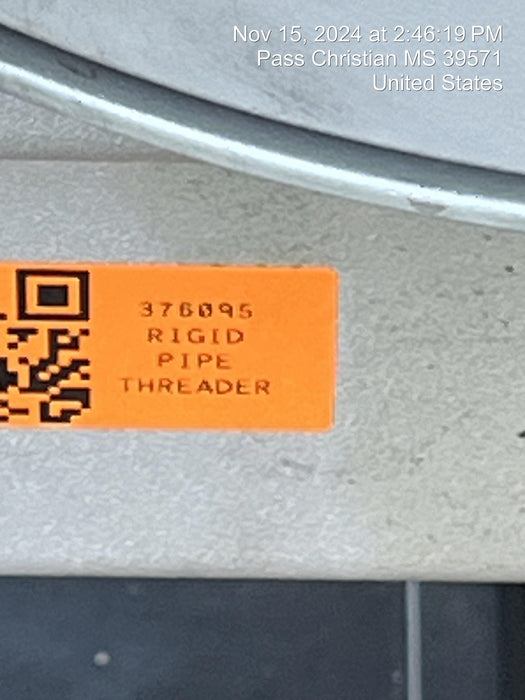 Nov 15, 2024 at 2:46:19 PM
Pass Christian MS 39571
United States
376095
RIGID
PIPE
THREADER